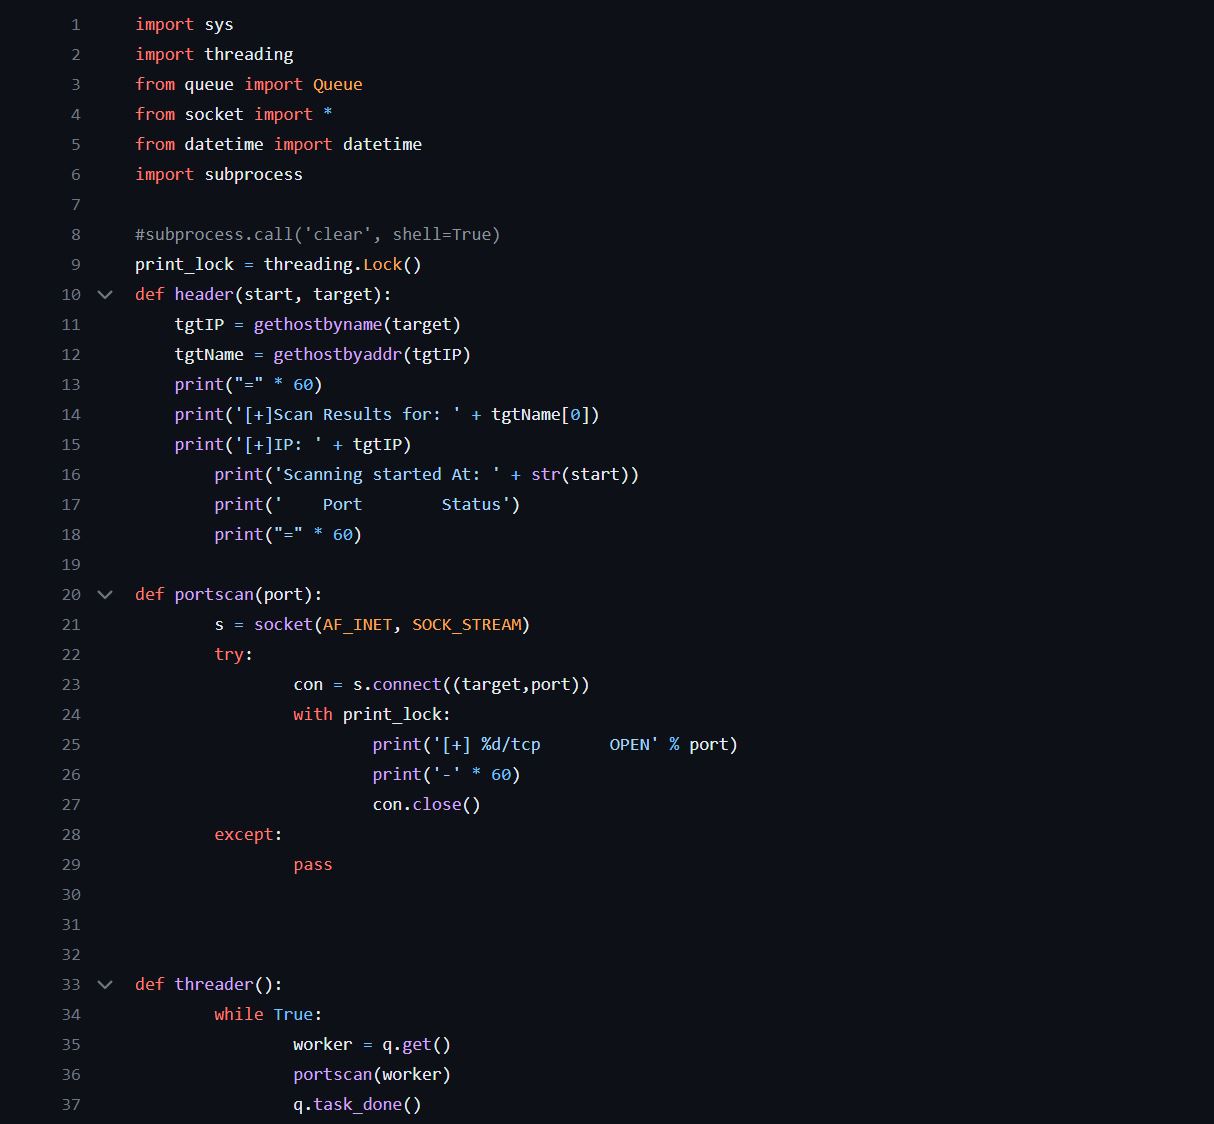 1 import sys
2 import threading
3 from queue import Queue
4 from socket import *
5 from datetime import datetime
6 import subprocess
7
8 #subprocess.call('clear', shell=True)
9 print_lock = threading.Lock()
10 def header(start, target):
11     tgtIP = gethostbyname(target)
12     tgtName = gethostbyaddr(tgtIP)
13     print("=" * 60)
14     print('[+]Scan Results for: ' + tgtName[0])
15     print('[+]IP: ' + tgtIP)
16         print('Scanning started At: ' + str(start))
17         print('    Port        Status')
18         print("=" * 60)
19
20 def portscan(port):
21         s = socket(AF_INET, SOCK_STREAM)
22         try:
23                 con = s.connect((target,port))
24                 with print_lock:
25                         print('[+] %d/tcp       OPEN' % port)
26                         print('-' * 60)
27                         con.close()
28         except:
29                 pass
30
31
32
33 def threader():
34         while True:
35                 worker = q.get()
36                 portscan(worker)
37                 q.task_done()